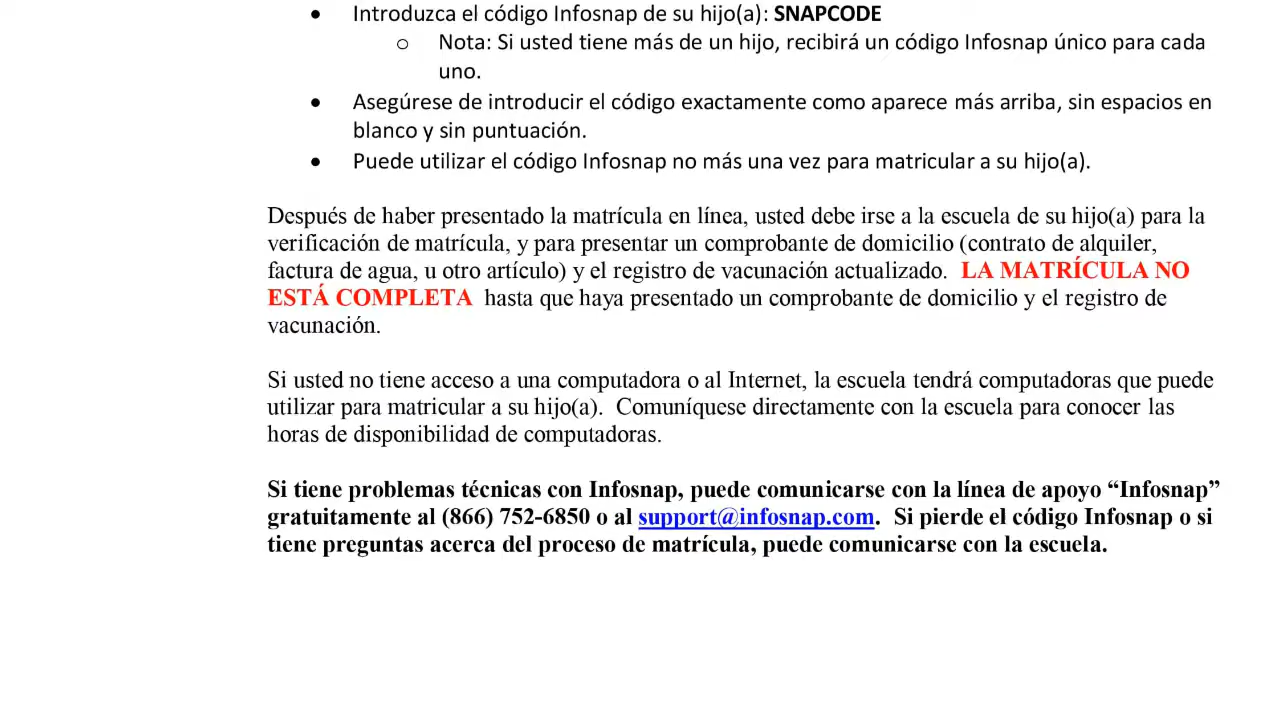 • Introduzca el código Infosnap de su hijo(a): SNAPCODE
o Nota: Si usted tiene más de un hijo, recibirá un código Infosnap único para cada
uno.
• Asegúrese de introducir el código exactamente como aparece más arriba, sin espacios en
blanco y sin puntuación.
• Puede utilizar el código Infosnap no más una vez para matricular a su hijo(a).
Después de haber presentado la matrícula en línea, usted debe irse a la escuela de su hijo(a) para la
verificación de matrícula, y para presentar un comprobante de domicilio (contrato de alquiler,
factura de agua, u otro artículo) y el registro de vacunación actualizado. LA MATRÍCULA NO
ESTÁ COMPLETA hasta que haya presentado un comprobante de domicilio y el registro de
vacunación.
Si usted no tiene acceso a una computadora o al Internet, la escuela tendrá computadoras que puede
utilizar para matricular a su hijo(a). Comuníquese directamente con la escuela para conocer las
horas de disponibilidad de computadoras.
Si tiene problemas técnicas con Infosnap, puede comunicarse con la línea de apoyo “Infosnap”
gratuitamente al (866) 752-6850 o al support@infosnap.com. Si pierde el código Infosnap o si
tiene preguntas acerca del proceso de matrícula, puede comunicarse con la escuela.